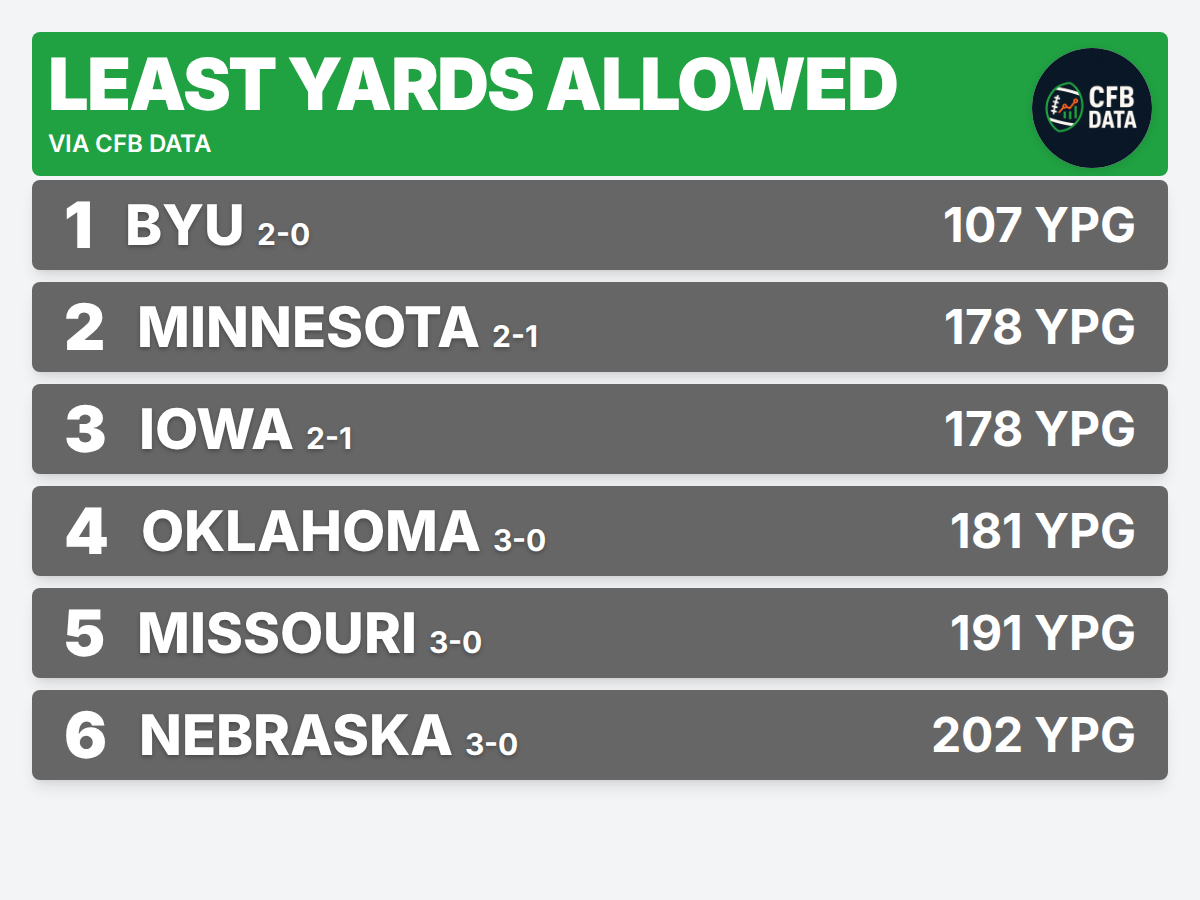 LEAST YARDS ALLOWED
VIA CFB DATA
CFB
DATA
1 BYU 2-0 107 YPG
2 MINNESOTA 2-1 178 YPG
3 IOWA 2-1 178 YPG
4 OKLAHOMA 3-0 181 YPG
5 MISSOURI 3-0 191 YPG
6 NEBRASKA 3-0 202 YPG